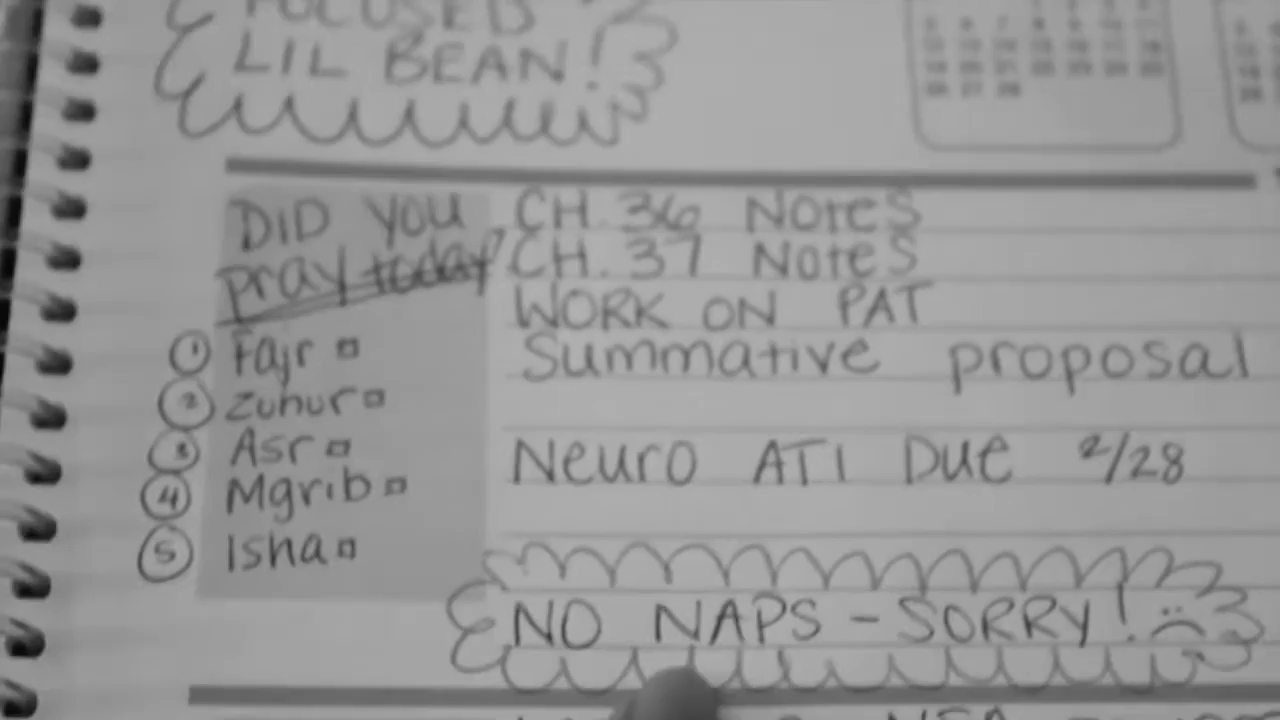 FOCUSED
LIL BEAN!
DID YOU
pray today?
① Fajr
② Zuhur
③ Asr
④ Mgrib
⑤ Isha
CH. 36 Notes
CH. 37 Notes
WORK ON PAT
Summative proposal
Neuro ATI Due 2/28
NO NAPS - SORRY! :(